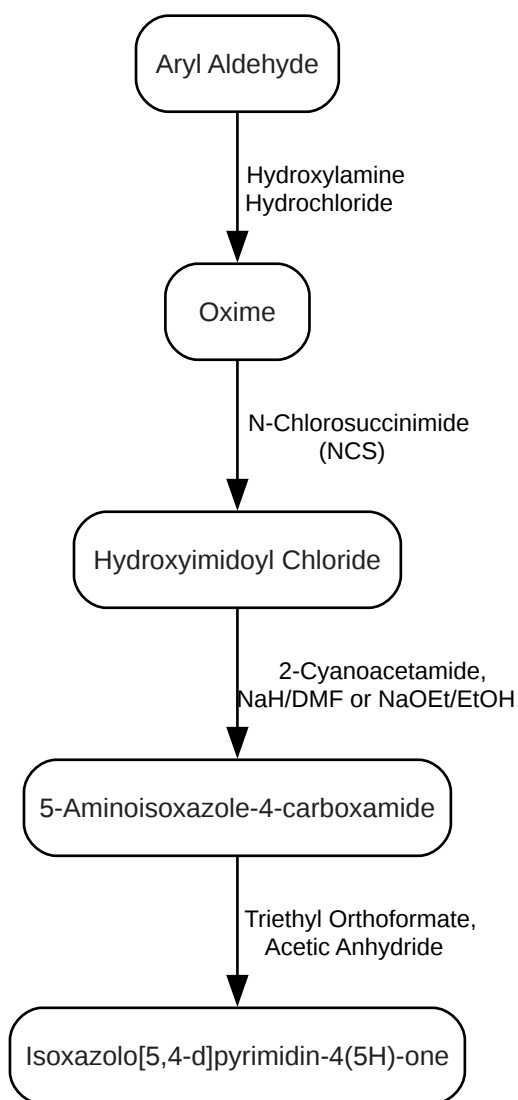 Aryl Aldehyde
Hydroxylamine
Hydrochloride
Oxime
N-Chlorosuccinimide
(NCS)
Hydroxyimidoyl Chloride
2-Cyanoacetamide,
NaH/DMF or NaOEt/EtOH
5-Aminoisoxazole-4-carboxamide
Triethyl Orthoformate,
Acetic Anhydride
Isoxazolo[5,4-d]pyrimidin-4(5H)-one